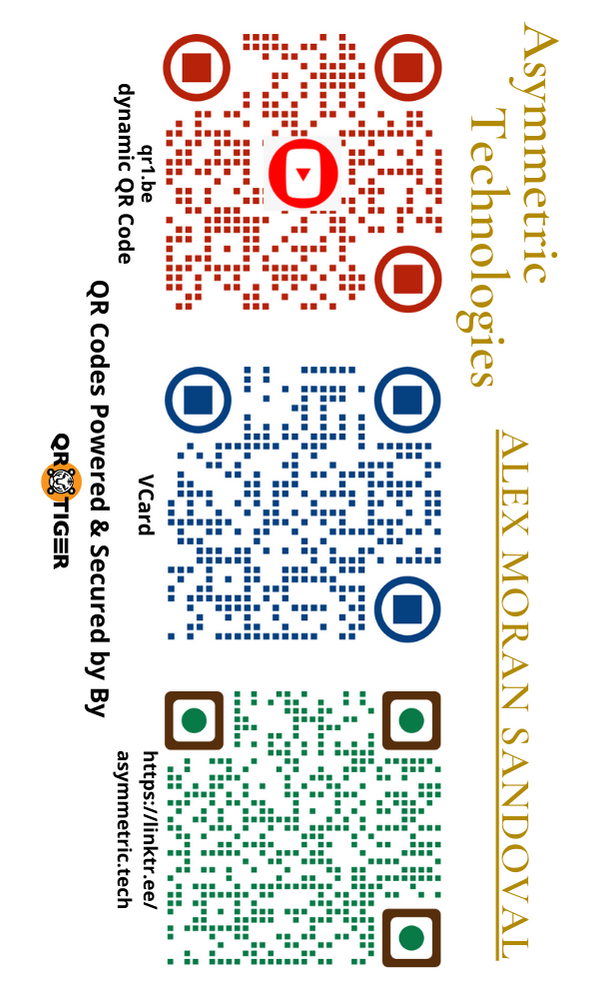 Asymmetric
Technologies
ALEX MORAN SANDOVAL
qr1.be
dynamic QR Code
VCard
https://linktr.ee/
asymmetric.tech
QR Codes Powered & Secured by By
QR TIGER